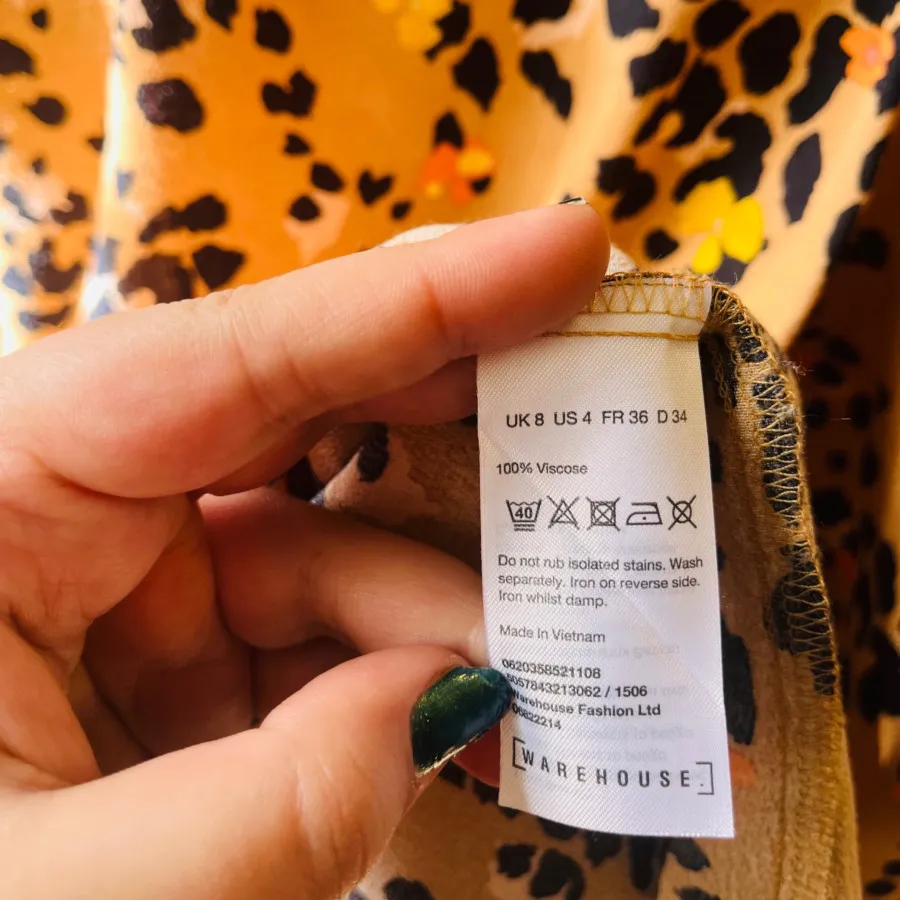 UK 8 US 4 FR 36 D 34
100% Viscose
40
Do not rub isolated stains. Wash
separately. Iron on reverse side.
Iron whilst damp.
Made In Vietnam
0620358521108
5057843213062 / 1506
Warehouse Fashion Ltd
06822214
[WAREHOUSE.]